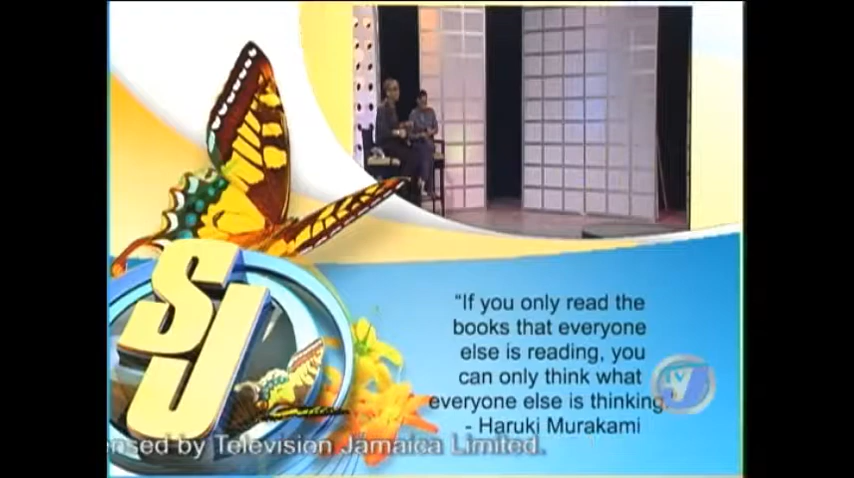 SJ
"If you only read the
books that everyone
else is reading, you
can only think what
everyone else is thinking."
- Haruki Murakami
TVJ
ensed by Television Jamaica Limited.